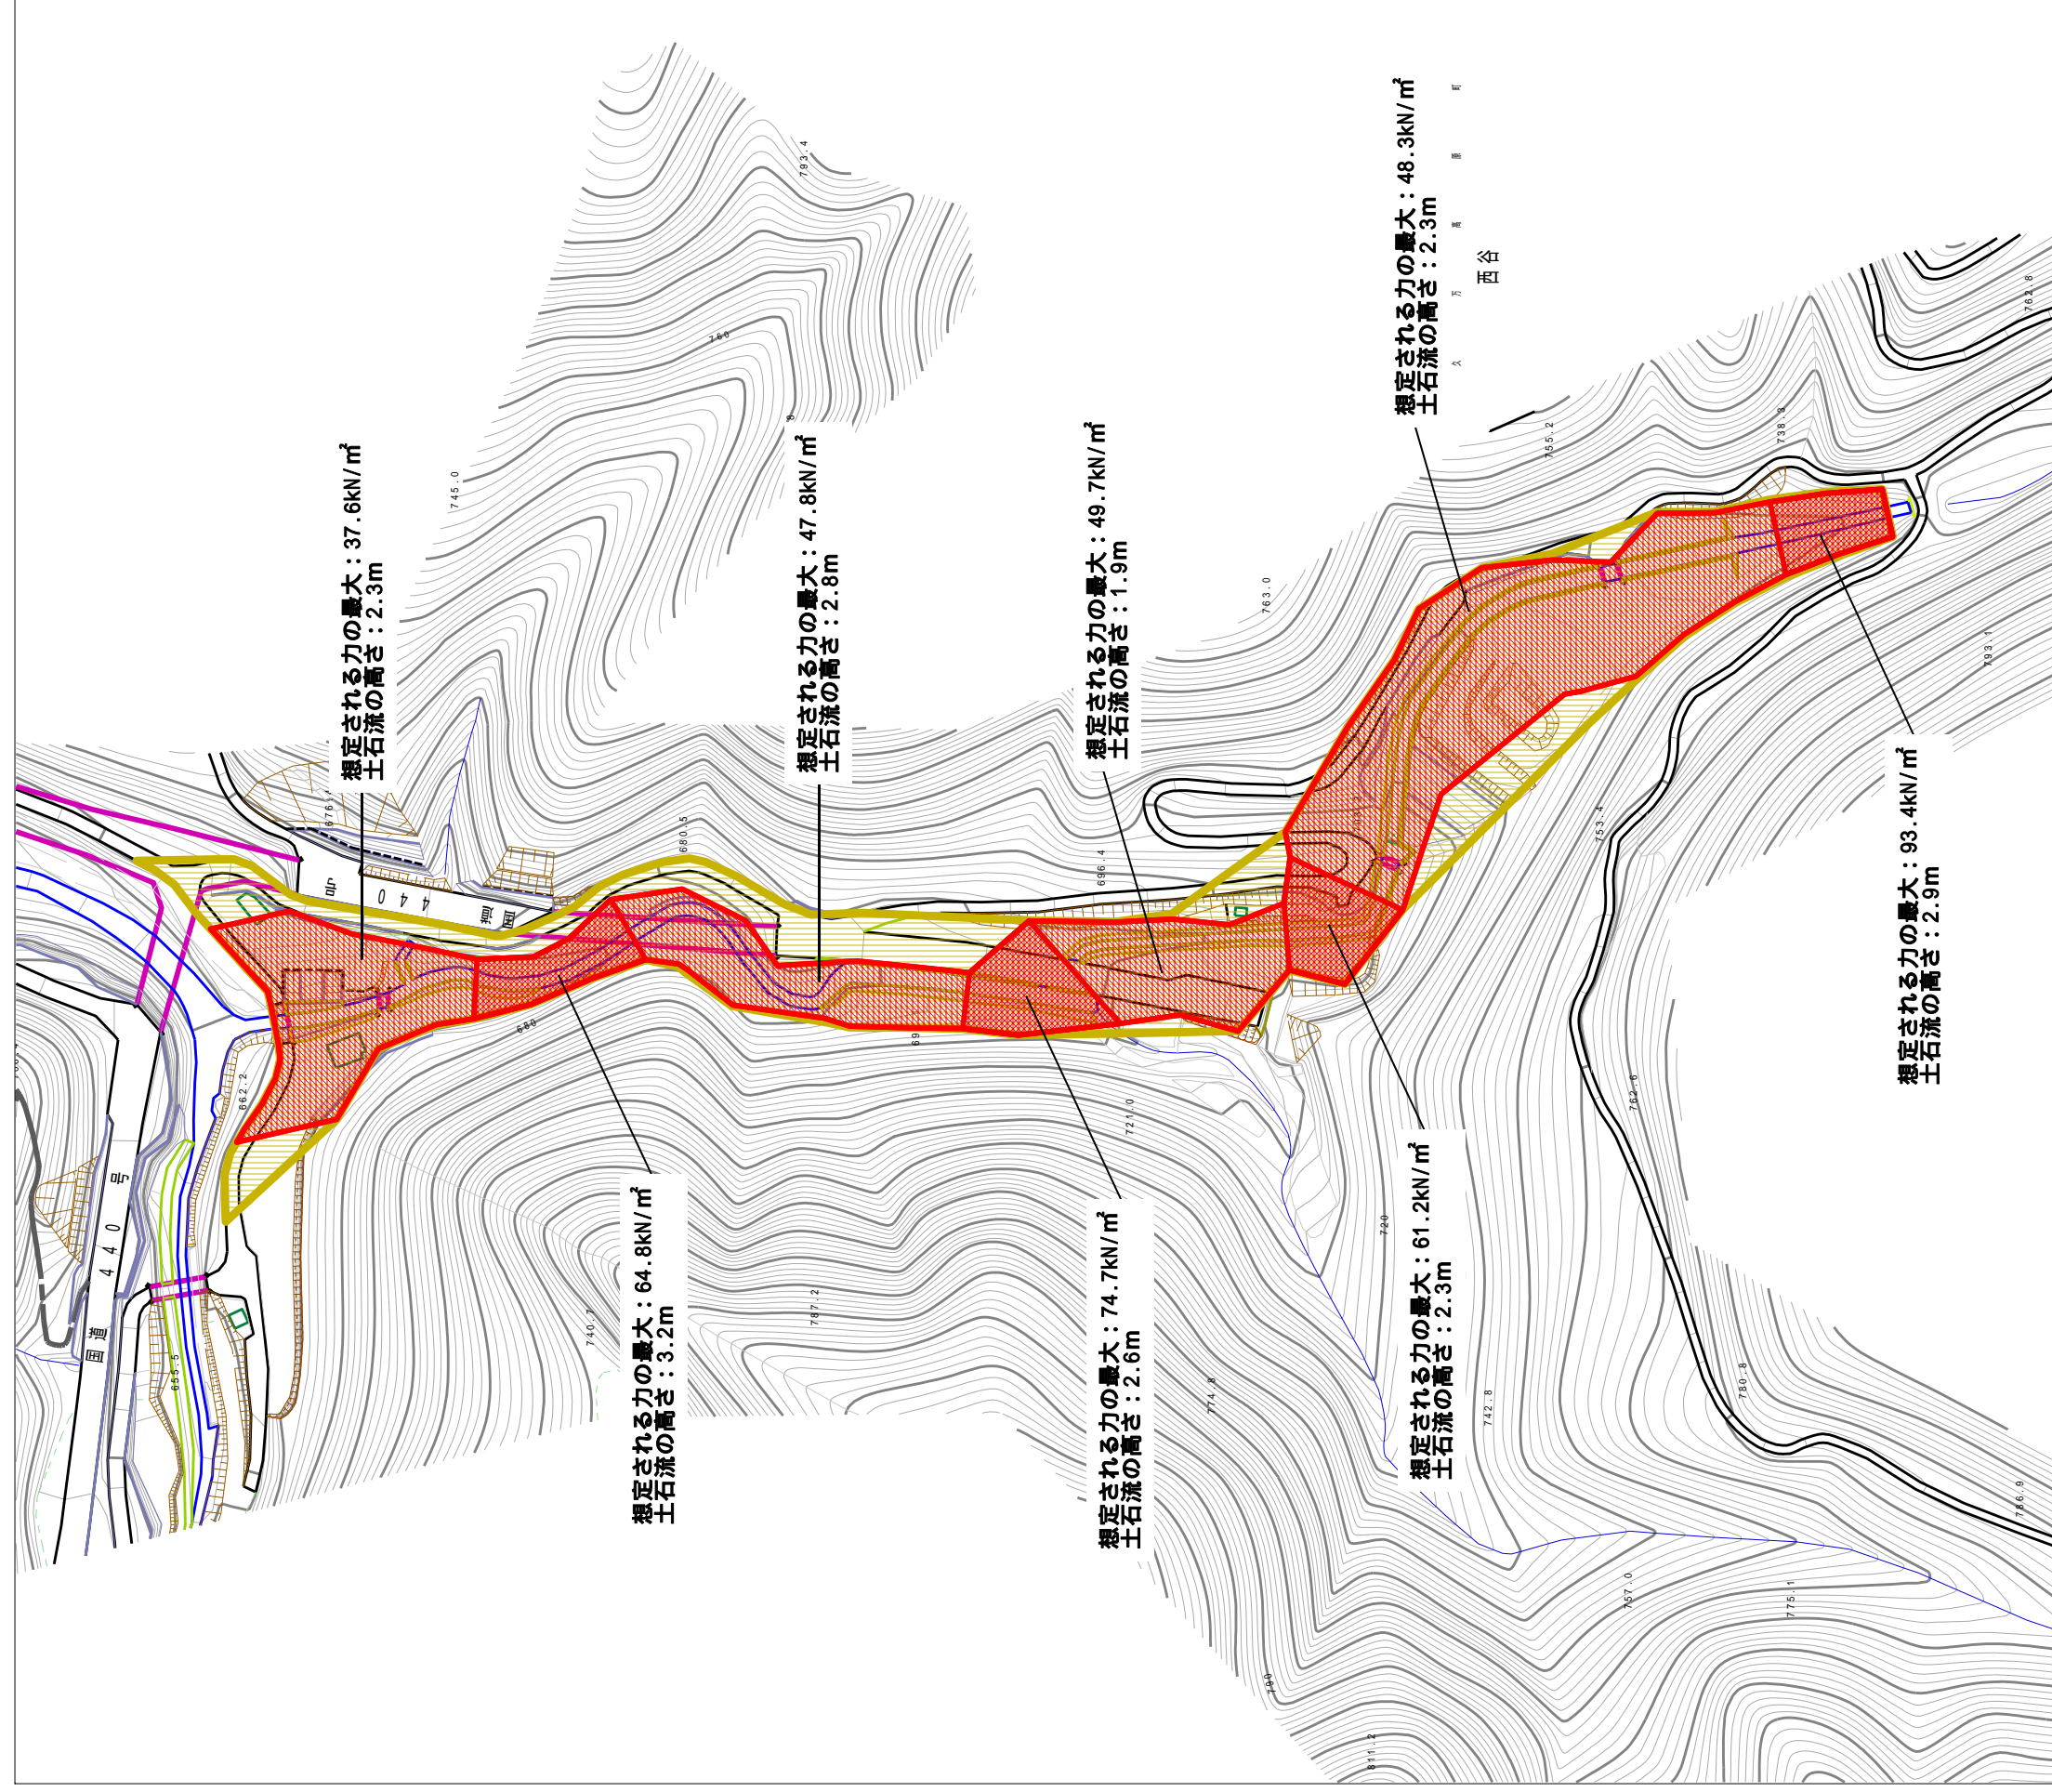 想定される力の最大：37.6kN/㎡
土石流の高さ：2.3m
想定される力の最大：47.8kN/㎡
土石流の高さ：2.8m
想定される力の最大：49.7kN/㎡
土石流の高さ：1.9m
想定される力の最大：48.3kN/㎡
土石流の高さ：2.3m
久万高原町
西谷
想定される力の最大：64.8kN/㎡
土石流の高さ：3.2m
想定される力の最大：74.7kN/㎡
土石流の高さ：2.6m
想定される力の最大：61.2kN/㎡
土石流の高さ：2.3m
想定される力の最大：93.4kN/㎡
土石流の高さ：2.9m
国道440号
国道440号
793.4
760
745.0
680.5
696.4
763.0
755.2
738.3
762.8
793.1
753.4
762.6
662.2
680
69
721.0
655.5
740.7
787.2
774.8
720
742.8
780.8
786.9
757.0
775.1
790
811.2